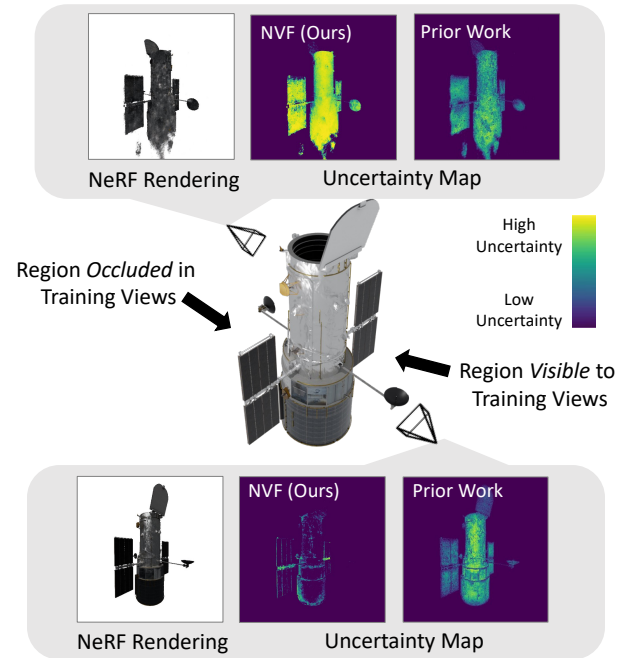 NVF (Ours)
Prior Work
NeRF Rendering
Uncertainty Map
High
Uncertainty
Low
Uncertainty
Region Occluded in
Training Views
Region Visible to
Training Views
NVF (Ours)
Prior Work
NeRF Rendering
Uncertainty Map